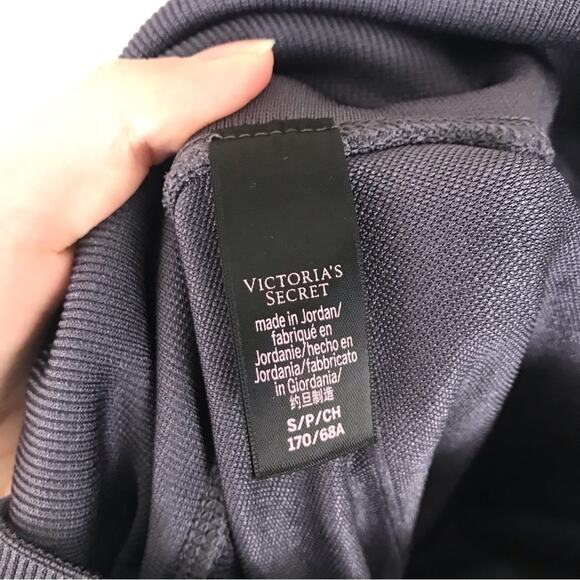 VICTORIA'S
SECRET
made in Jordan/
fabriqué en
Jordanie/hecho en
Jordania/fabbricato
in Giordania/
约旦制造
S/P/CH
170/68A